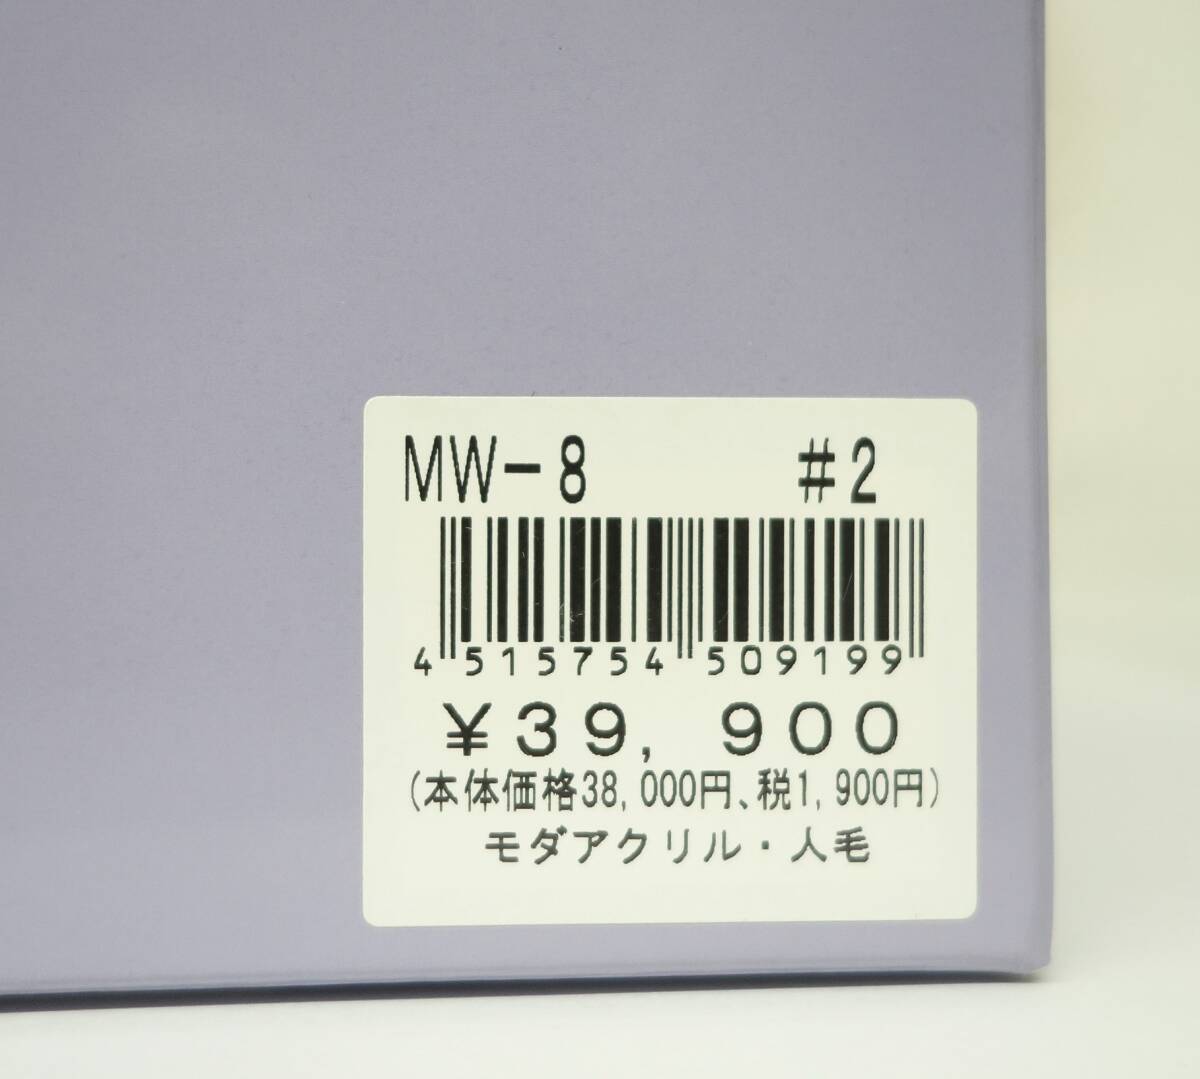 MW-8 #2
4 515754 509199
¥39,900
(本体価格38,000円、税1,900円)
モダアクリル・人毛